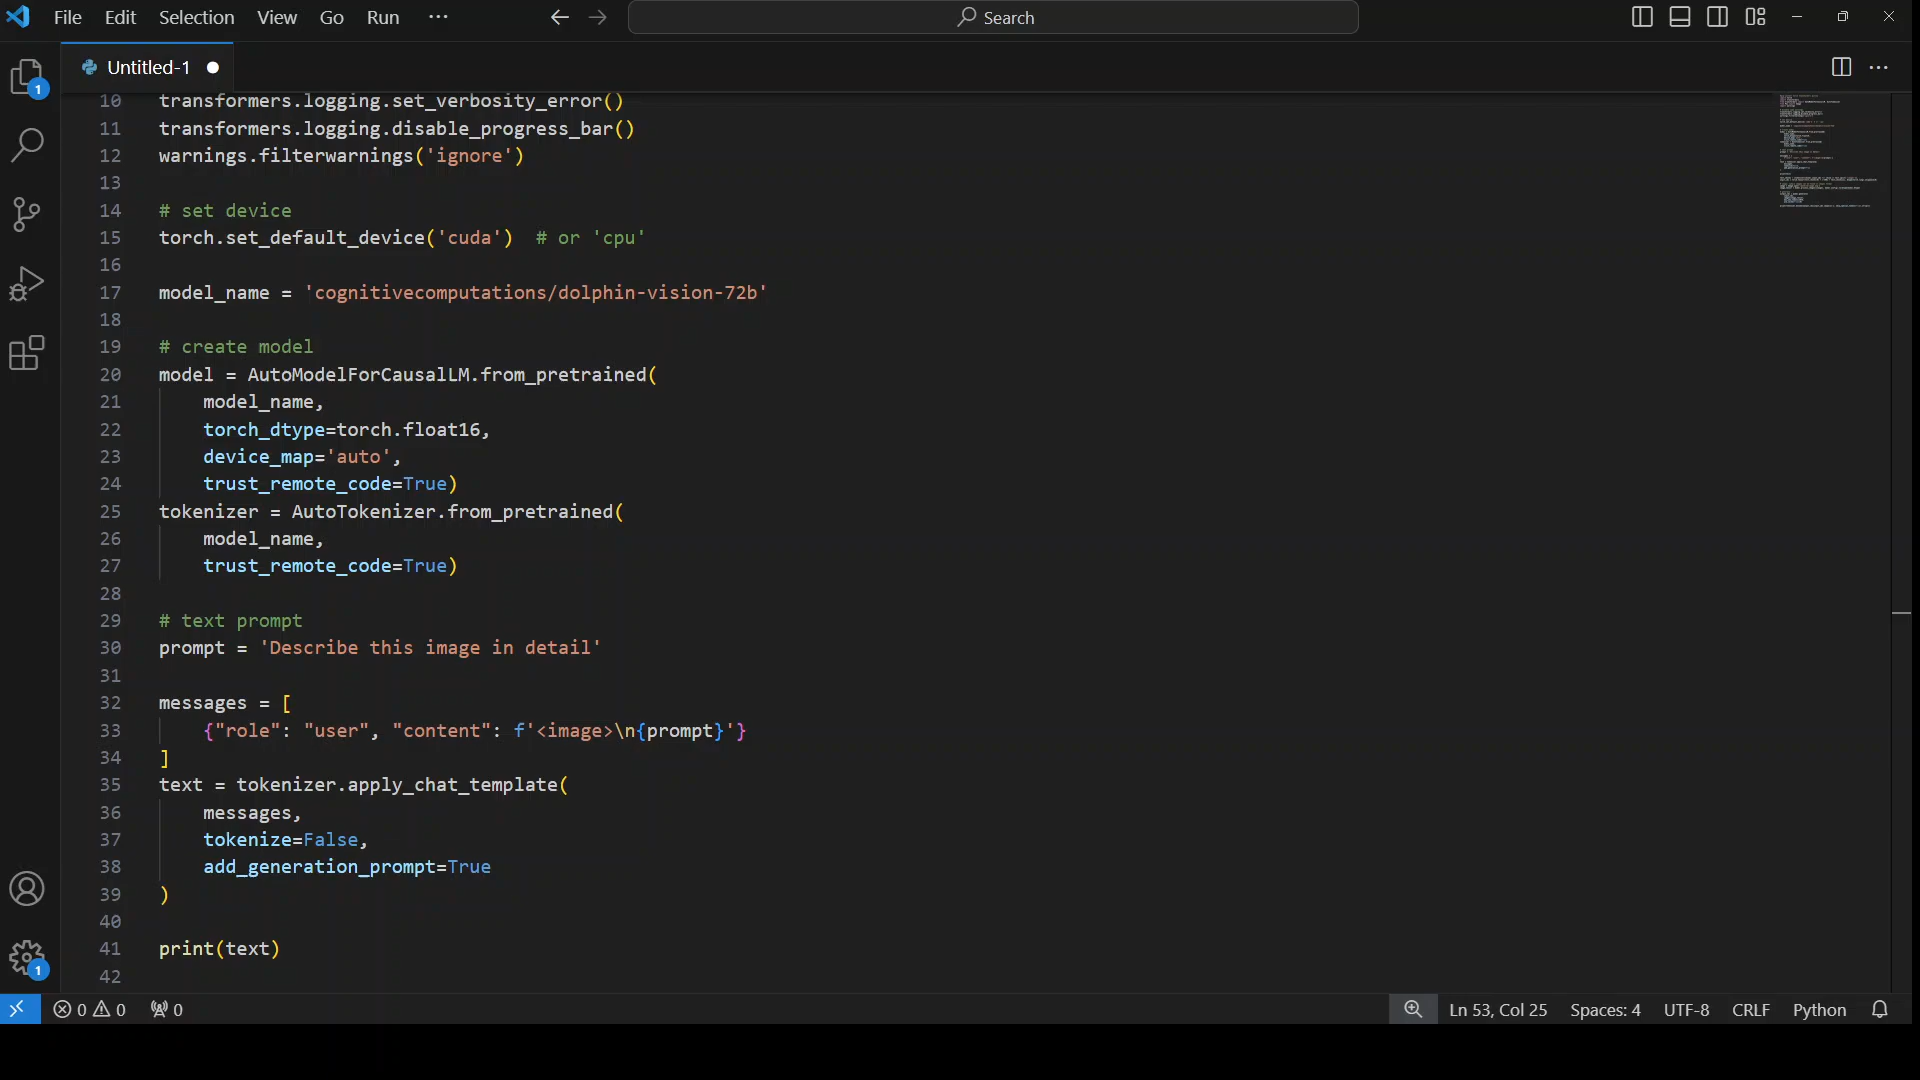 File Edit Selection View Go Run ··· Search
Untitled-1
10 transformers.logging.set_verbosity_error()
11 transformers.logging.disable_progress_bar()
12 warnings.filterwarnings('ignore')
13
14 # set device
15 torch.set_default_device('cuda')  # or 'cpu'
16
17 model_name = 'cognitivecomputations/dolphin-vision-72b'
18
19 # create model
20 model = AutoModelForCausalLM.from_pretrained(
21     model_name,
22     torch_dtype=torch.float16,
23     device_map='auto',
24     trust_remote_code=True)
25 tokenizer = AutoTokenizer.from_pretrained(
26     model_name,
27     trust_remote_code=True)
28
29 # text prompt
30 prompt = 'Describe this image in detail'
31
32 messages = [
33     {"role": "user", "content": f'<image>\n{prompt}'}
34 ]
35 text = tokenizer.apply_chat_template(
36     messages,
37     tokenize=False,
38     add_generation_prompt=True
39 )
40
41 print(text)
42
1
1
0 0 0 Ln 53, Col 25 Spaces: 4 UTF-8 CRLF Python